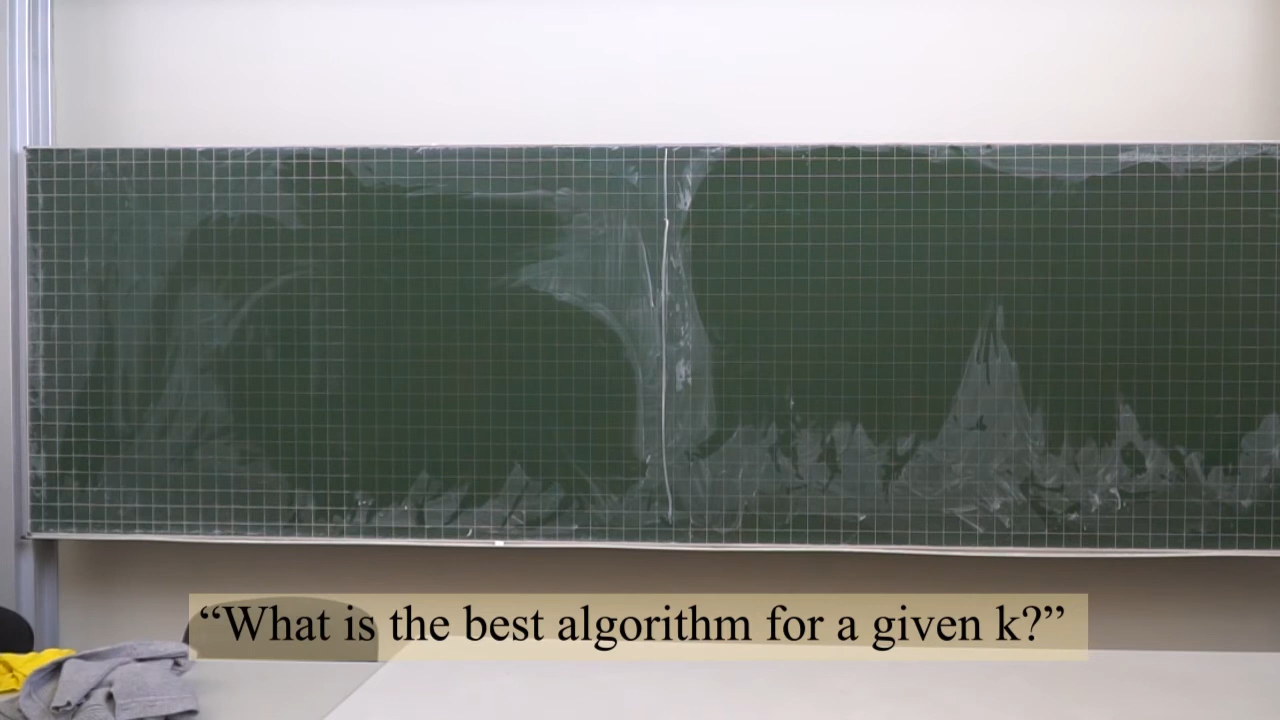 “What is the best algorithm for a given k?”